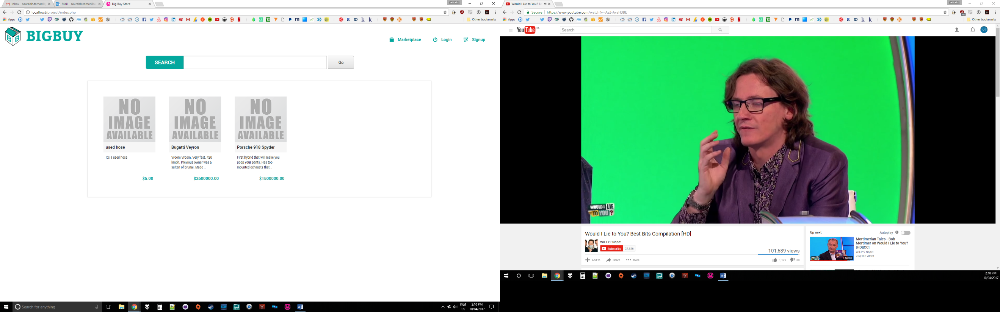 Inbox - saurabh.tomar@
Mail – saurabh.tomar@
Big Buy Store
Saurabh
localhost/project/index.php
Apps
Other bookmarks
BIGBUY
Marketplace
Login
Signup
SEARCH
Go
NO IMAGE AVAILABLE
NO IMAGE AVAILABLE
NO IMAGE AVAILABLE
used hose
it's a used hose
$5.00
Bugatti Veyron
Vroom Vroom. Very fast. 420
kmph. Previous owner was a
sultan of brunai. Made ...
$2600000.00
Porsche 918 Spyder
First hybrid that will make you
poop your pants. Has top
mounted exhausts that...
$1500000.00
Search for anything
ENG
US
2:10 PM
10/04/2017
Would I Lie to You? B
Saurabh
Secure
https://www.youtube.com/watch?v=As2-JwaH38E
Apps
Other bookmarks
YouTube CA
Search
WOULD I LIE
TO YOU?
Would I Lie to You? Best Bits Compilation [HD]
WILTY? Nope!
Subscribe
27,626
101,689 views
Add to
Share
More
1,129
38
Up next
Autoplay
Mortimerian Tales - Bob
Mortimer on Would I Lie to You?
[HD][CC]
WILTY? Nope!
253,482 views
50:37
2:10 PM
10/04/2017